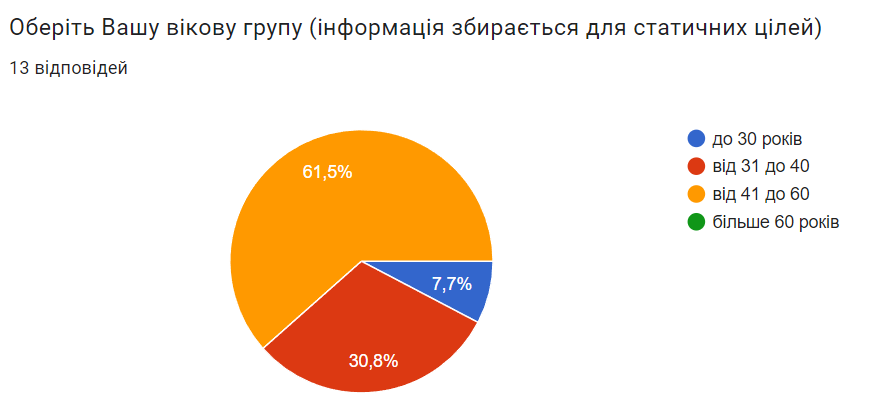 Оберіть Вашу вікову групу (інформація збирається для статичних цілей)
13 відповідей
61,5%
7,7%
30,8%
до 30 років
від 31 до 40
від 41 до 60
більше 60 років